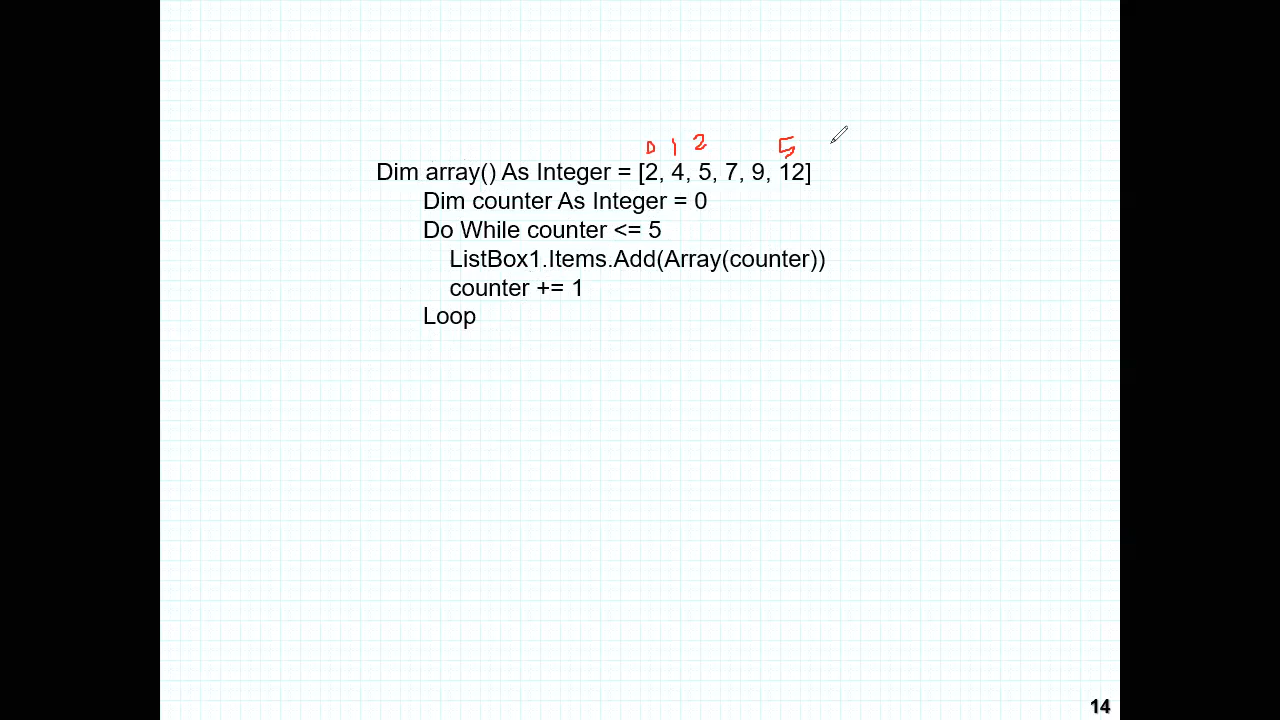 0 1 2 5
Dim array() As Integer = [2, 4, 5, 7, 9, 12]
Dim counter As Integer = 0
Do While counter <= 5
ListBox1.Items.Add(Array(counter))
counter += 1
Loop
14